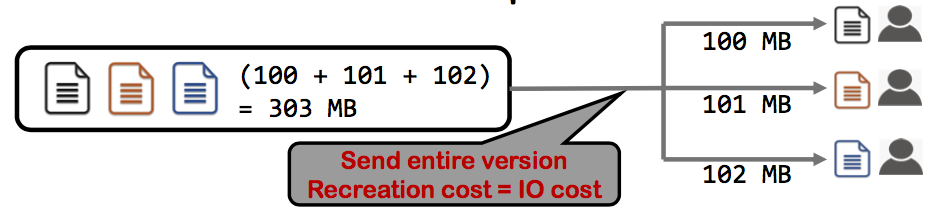 (100 + 101 + 102)
= 303 MB
100 MB
101 MB
102 MB
Send entire version
Recreation cost = IO cost